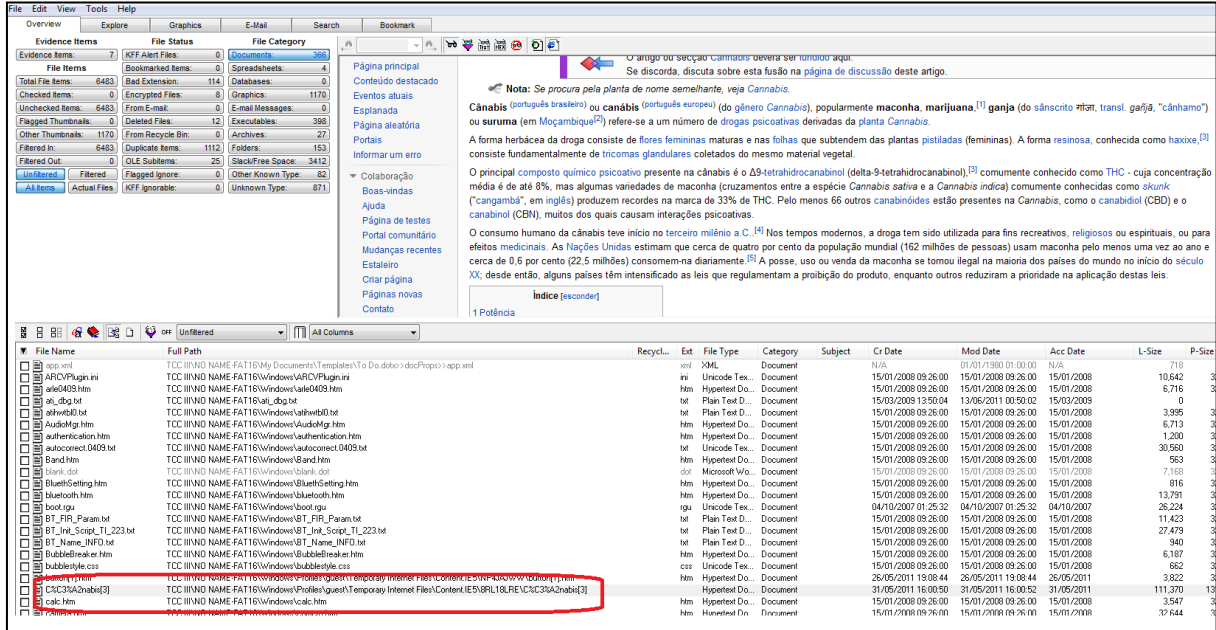 File Edit View Tools Help
Overview Explore Graphics E-Mail Search Bookmark
Evidence Items File Status File Category
Evidence Items: 7 KFF Alert Files: 0 Documents: 366
File Items Bookmarked Items: 0 Spreadsheets: 4
Total File Items: 6483 Bad Extension: 114 Databases: 0
Checked Items: 0 Encrypted Files: 8 Graphics: 1170
Unchecked Items: 6483 From E-mail: 0 E-mail Messages: 0
Flagged Thumbnails: 0 Deleted Files: 12 Executables: 398
Other Thumbnails: 1170 From Recycle Bin: 0 Archives: 27
Filtered In: 6483 Duplicate Items: 1112 Folders: 153
Filtered Out: 0 OLE Subitems: 25 Slack/Free Space: 3412
Unfiltered Filtered Flagged Ignore: 0 Other Known Type: 82
All Items Actual Files KFF Ignorable: 0 Unknown Type: 871
Página principal
Conteúdo destacado
Eventos atuais
Esplanada
Página aleatória
Portais
Informar um erro
Colaboração
Boas-vindas
Ajuda
Página de testes
Portal comunitário
Mudanças recentes
Estaleiro
Criar página
Páginas novas
Contato
O artigo ou secção Cannabis deverá ser fundido aqui.
Se discorda, discuta sobre esta fusão na página de discussão deste artigo.
Nota: Se procura pela planta de nome semelhante, veja Cannabis.
Cânabis (português brasileiro) ou canábis (português europeu) (do gênero Cannabis), popularmente maconha, marijuana,[1] ganja (do sânscrito गांजा, transl. gañjā, "cânhamo")
ou suruma (em Moçambique[2]) refere-se a um número de drogas psicoativas derivadas da planta Cannabis.
A forma herbácea da droga consiste de flores femininas maturas e nas folhas que subtendem das plantas pistiladas (femininas). A forma resinosa, conhecida como haxixe,[3]
consiste fundamentalmente de tricomas glandulares coletados do mesmo material vegetal.
O principal composto químico psicoativo presente na cânabis é o Δ9-tetrahidrocanabinol (delta-9-tetrahidrocanabinol),[3] comumente conhecido como THC - cuja concentração
média é de até 8%, mas algumas variedades de maconha (cruzamentos entre a espécie Cannabis sativa e a Cannabis indica) comumente conhecidas como skunk
("cangambá", em inglês) produzem recordes na marca de 33% de THC. Pelo menos 66 outros canabinóides estão presentes na Cannabis, como o canabidiol (CBD) e o
canabinol (CBN), muitos dos quais causam interações psicoativas.
O consumo humano da cânabis teve início no terceiro milênio a.C..[4] Nos tempos modernos, a droga tem sido utilizada para fins recreativos, religiosos ou espirituais, ou para
efeitos medicinais. As Nações Unidas estimam que cerca de quatro por cento da população mundial (162 milhões de pessoas) usam maconha pelo menos uma vez ao ano e
cerca de 0,6 por cento (22,5 milhões) consomem-na diariamente.[5] A posse, uso ou venda da maconha se tornou ilegal na maioria dos países do mundo no início do século
XX; desde então, alguns países têm intensificado as leis que regulamentam a proibição do produto, enquanto outros reduziram a prioridade na aplicação destas leis.
Índice [esconder]
1 Potência
OFF Unfiltered All Columns
File Name Full Path Recycl... Ext File Type Category Subject Cr Date Mod Date Acc Date L-Size P-Size
app.xml TCC III\NO NAME-FAT16\My Documents\Templates\To Do.dotx>>docProps>>app.xml xml XML Document N/A 01/01/1980 01:00:00 N/A 718
ARCVPlugin.ini TCC III\NO NAME-FAT16\Windows\ARCVPlugin.ini ini Unicode Tex... Document 15/01/2008 09:26:00 15/01/2008 09:26:00 15/01/2008 10,642
arle0409.htm TCC III\NO NAME-FAT16\Windows\arle0409.htm htm Hypertext Do... Document 15/01/2008 09:26:00 15/01/2008 09:26:00 15/01/2008 6,716
ati_dbg.txt TCC III\NO NAME-FAT16\ati_dbg.txt txt Plain Text D... Document 15/03/2009 13:50:04 13/06/2011 00:50:02 15/03/2009 0
atihwtbl0.txt TCC III\NO NAME-FAT16\Windows\atihwtbl0.txt txt Plain Text D... Document 15/01/2008 09:26:00 15/01/2008 09:26:00 15/01/2008 3,995
AudioMgr.htm TCC III\NO NAME-FAT16\Windows\AudioMgr.htm htm Hypertext Do... Document 15/01/2008 09:26:00 15/01/2008 09:26:00 15/01/2008 6,713
authentication.htm TCC III\NO NAME-FAT16\Windows\authentication.htm htm Hypertext Do... Document 15/01/2008 09:26:00 15/01/2008 09:26:00 15/01/2008 1,200
autocorrect.0409.txt TCC III\NO NAME-FAT16\Windows\autocorrect.0409.txt txt Unicode Tex... Document 15/01/2008 09:26:00 15/01/2008 09:26:00 15/01/2008 30,560
Band.htm TCC III\NO NAME-FAT16\Windows\Band.htm htm Hypertext Do... Document 15/01/2008 09:26:00 15/01/2008 09:26:00 15/01/2008 563
blank.dot TCC III\NO NAME-FAT16\Windows\blank.dot dot Microsoft Wo... Document 15/01/2008 09:26:00 15/01/2008 09:26:00 15/01/2008 7,168
BluethSetting.htm TCC III\NO NAME-FAT16\Windows\BluethSetting.htm htm Hypertext Do... Document 15/01/2008 09:26:00 15/01/2008 09:26:00 15/01/2008 816
bluetooth.htm TCC III\NO NAME-FAT16\Windows\bluetooth.htm htm Hypertext Do... Document 15/01/2008 09:26:00 15/01/2008 09:26:00 15/01/2008 13,791
boot.rgu TCC III\NO NAME-FAT16\Windows\boot.rgu rgu Unicode Tex... Document 04/10/2007 01:25:32 04/10/2007 01:25:32 04/10/2007 26,224
BT_FIR_Param.txt TCC III\NO NAME-FAT16\Windows\BT_FIR_Param.txt txt Plain Text D... Document 15/01/2008 09:26:00 15/01/2008 09:26:00 15/01/2008 11,423
BT_Init_Script_TI_223.txt TCC III\NO NAME-FAT16\Windows\BT_Init_Script_TI_223.txt txt Plain Text D... Document 15/01/2008 09:26:00 15/01/2008 09:26:00 15/01/2008 27,479
BT_Name_INFO.txt TCC III\NO NAME-FAT16\Windows\BT_Name_INFO.txt txt Plain Text D... Document 15/01/2008 09:26:00 15/01/2008 09:26:00 15/01/2008 940
BubbleBreaker.htm TCC III\NO NAME-FAT16\Windows\BubbleBreaker.htm htm Hypertext Do... Document 15/01/2008 09:26:00 15/01/2008 09:26:00 15/01/2008 6,187
bubblestyle.css TCC III\NO NAME-FAT16\Windows\bubblestyle.css css Unicode Tex... Document 15/01/2008 09:26:00 15/01/2008 09:26:00 15/01/2008 662
button[1].htm TCC III\NO NAME-FAT16\Windows\Profiles\guest\Temporary Internet Files\Content.IE5\ htm Hypertext Do... Document 26/05/2011 19:08:44 26/05/2011 19:08:44 26/05/2011 3,822
C%C3%A2nabis[3] TCC III\NO NAME-FAT16\Windows\Profiles\guest\Temporary Internet Files\Content.IE5\8RL18LRE\C%C3%A2nabis[3] Hypertext Do... Document 31/05/2011 16:00:50 31/05/2011 16:00:52 31/05/2011 111,370
calc.htm TCC III\NO NAME-FAT16\Windows\calc.htm htm Hypertext Do... Document 15/01/2008 09:26:00 15/01/2008 09:26:00 15/01/2008 3,547
camera.htm TCC III\NO NAME-FAT16\Windows\camera.htm htm Hypertext Do... Document 15/01/2008 09:26:00 15/01/2008 09:26:00 15/01/2008 32,644